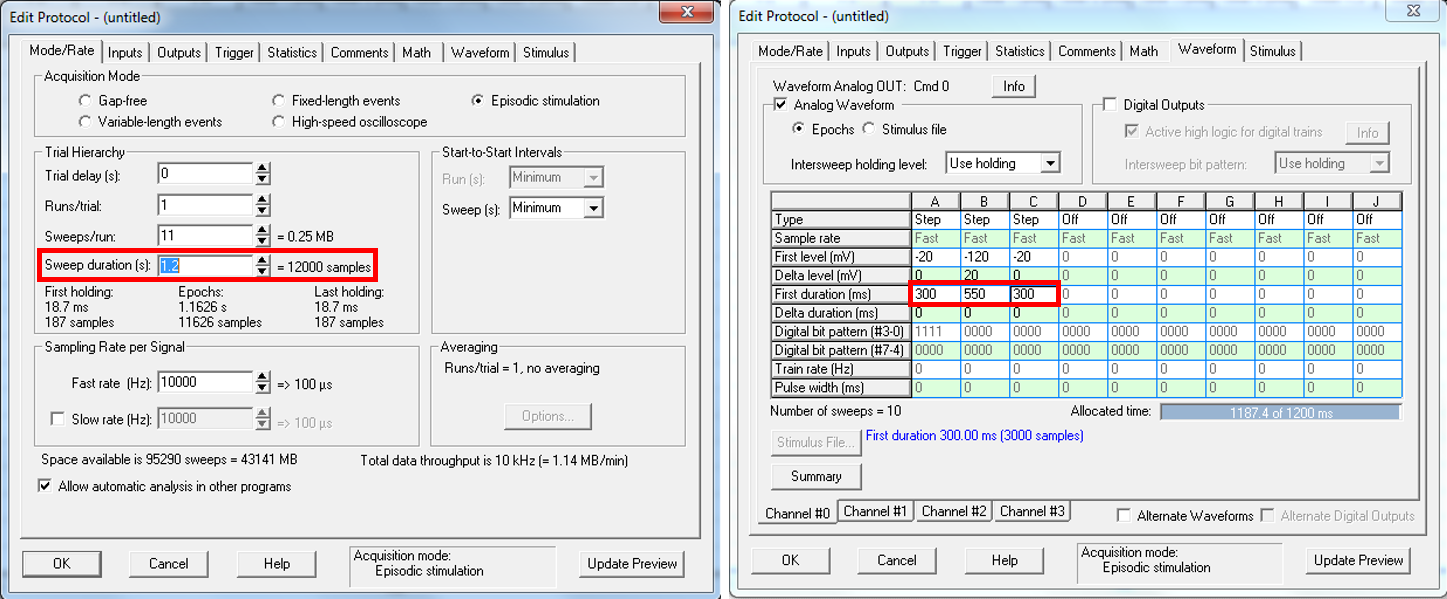 Edit Protocol - (untitled)
Mode/Rate Inputs Outputs Trigger Statistics Comments Math Waveform Stimulus
Acquisition Mode
Gap-free Fixed-length events Episodic stimulation
Variable-length events High-speed oscilloscope
Trial Hierarchy
Trial delay (s): 0
Runs/trial: 1
Sweeps/run: 11 = 0.25 MB
Sweep duration (s): 1.2 = 12000 samples
First holding: Epochs: Last holding:
18.7 ms 1.1626 s 18.7 ms
187 samples 11626 samples 187 samples
Start-to-Start Intervals
Run (s): Minimum
Sweep (s): Minimum
Sampling Rate per Signal
Fast rate (Hz): 10000 => 100 µs
Slow rate (Hz): 10000 => 100 µs
Averaging
Runs/trial = 1, no averaging
Options...
Space available is 95290 sweeps = 43141 MB Total data throughput is 10 kHz (= 1.14 MB/min)
Allow automatic analysis in other programs
OK Cancel Help Acquisition mode: Update Preview
Episodic stimulation
Edit Protocol - (untitled)
Mode/Rate Inputs Outputs Trigger Statistics Comments Math Waveform Stimulus
Waveform Analog OUT: Cmd 0 Info
Analog Waveform
Epochs Stimulus file
Intersweep holding level: Use holding
Digital Outputs
Active high logic for digital trains Info
Intersweep bit pattern: Use holding
A B C D E F G H I J
Type Step Step Step Off Off Off Off Off Off Off
Sample rate Fast Fast Fast Fast Fast Fast Fast Fast Fast Fast
First level (mV) -20 -120 -20 0 0 0 0 0 0 0
Delta level (mV) 0 20 0 0 0 0 0 0 0 0
First duration (ms) 300 550 300 0 0 0 0 0 0 0
Delta duration (ms) 0 0 0 0 0 0 0 0 0 0
Digital bit pattern (#3-0) 1111 0000 0000 0000 0000 0000 0000 0000 0000 0000
Digital bit pattern (#7-4) 0000 0000 0000 0000 0000 0000 0000 0000 0000 0000
Train rate (Hz) 0 0 0 0 0 0 0 0 0 0
Pulse width (ms) 0 0 0 0 0 0 0 0 0 0
Number of sweeps = 10 Allocated time: 1187.4 of 1200 ms
Stimulus File... First duration 300.00 ms (3000 samples)
Summary
Channel #0 Channel #1 Channel #2 Channel #3 Alternate Waveforms Alternate Digital Outputs
OK Cancel Help Acquisition mode: Update Preview
Episodic stimulation